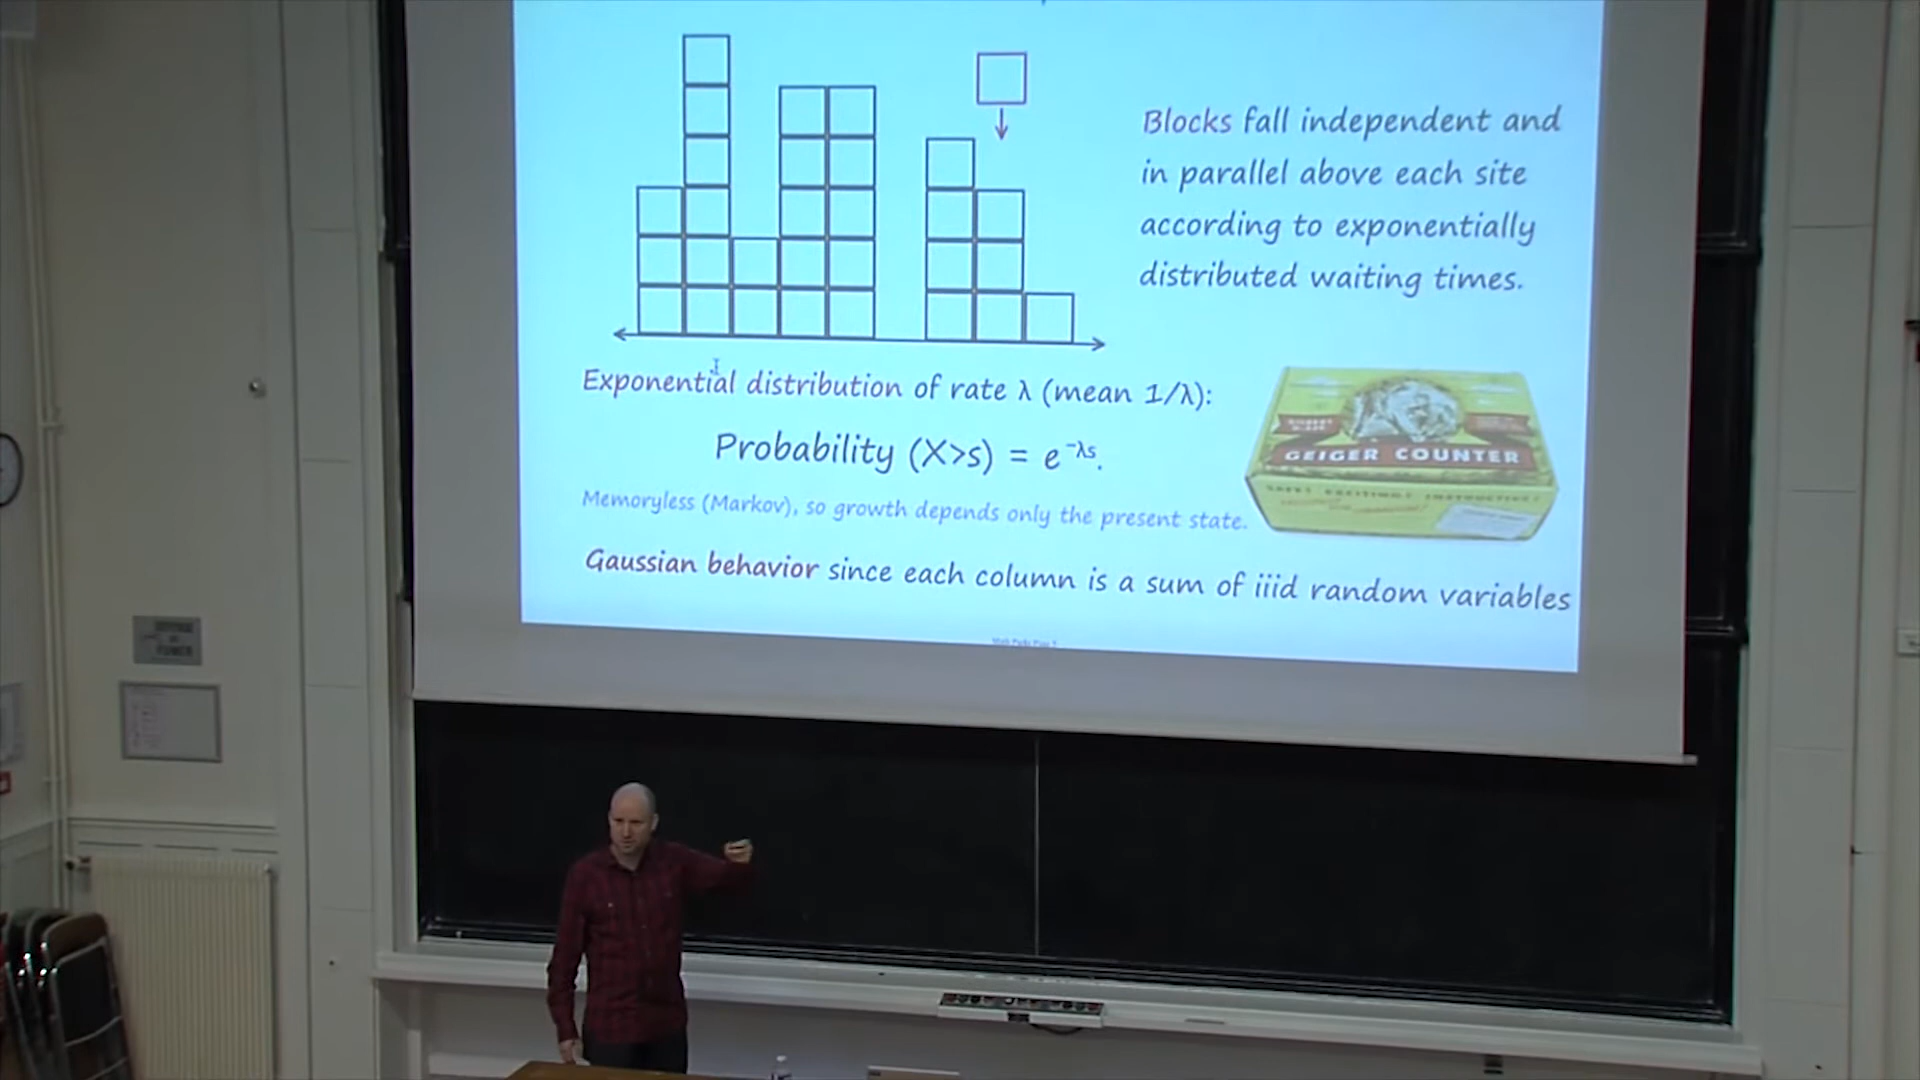 Blocks fall independent and
in parallel above each site
according to exponentially
distributed waiting times.
Exponential distribution of rate λ (mean 1/λ):
Probability (X>s) = e^-λs.
GEIGER COUNTER
Memoryless (Markov), so growth depends only the present state.
Gaussian behavior since each column is a sum of iiid random variables